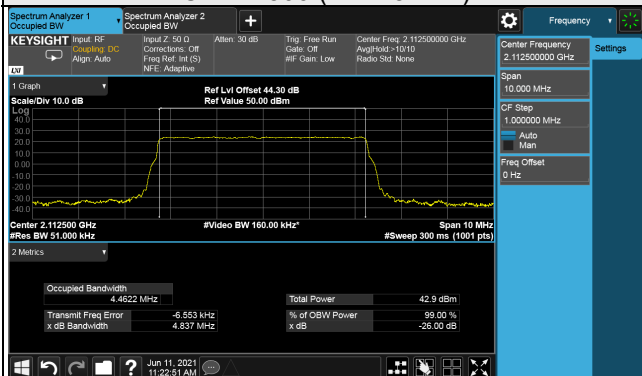 Spectrum Analyzer 1
Occupied BW
Spectrum Analyzer 2
Occupied BW
+
Frequency
KEYSIGHT
Input: RF
Coupling: DC
Align: Auto
Input Z: 50 Ω
Corrections: Off
Freq Ref: Int (S)
NFE: Adaptive
Atten: 30 dB
Trig: Free Run
Gate: Off
#IF Gain: Low
Center Freq: 2.112500000 GHz
Avg|Hold:>10/10
Radio Std: None
LXI
Center Frequency
2.112500000 GHz
Settings
Span
10.000 MHz
CF Step
1.000000 MHz
Auto
Man
Freq Offset
0 Hz
1 Graph
Scale/Div 10.0 dB
Ref Lvl Offset 44.30 dB
Ref Value 50.00 dBm
Log
40.0
30.0
20.0
10.0
0.00
-10.0
-20.0
-30.0
-40.0
Center 2.112500 GHz
#Res BW 51.000 kHz
#Video BW 160.00 kHz*
Span 10 MHz
#Sweep 300 ms (1001 pts)
2 Metrics
Occupied Bandwidth
4.4622 MHz
Total Power 42.9 dBm
Transmit Freq Error -6.553 kHz
% of OBW Power 99.00 %
x dB Bandwidth 4.837 MHz
x dB -26.00 dB
?
Jun 11, 2021
11:22:51 AM